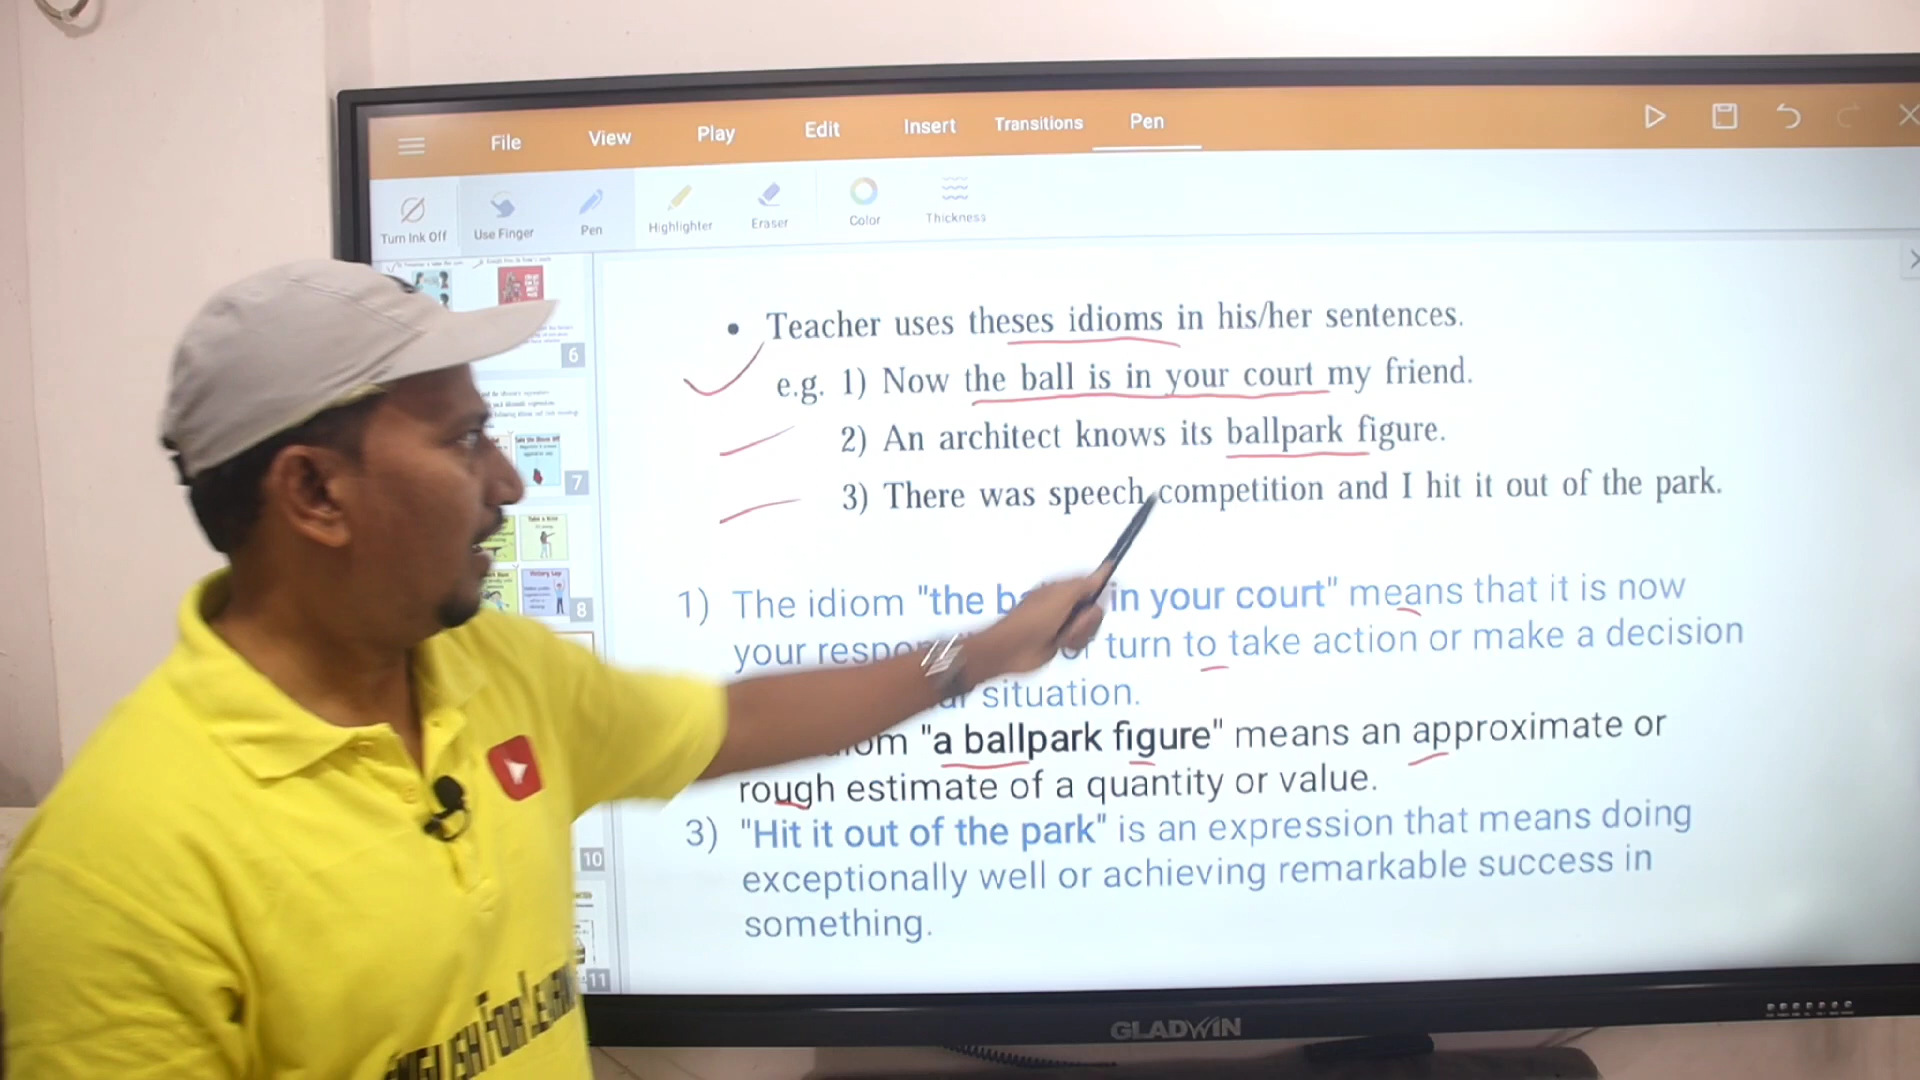 File View Play Edit Insert Transitions Pen
Turn Ink Off Use Finger Pen Highlighter Eraser Color Thickness
• Teacher uses theses idioms in his/her sentences.
e.g. 1) Now the ball is in your court my friend.
2) An architect knows its ballpark figure.
3) There was speech competition and I hit it out of the park.
1) The idiom "the in your court" means that it is now
your turn to take action or make a decision
situation.
"a ballpark figure" means an approximate or
rough estimate of a quantity or value.
3) "Hit it out of the park" is an expression that means doing
exceptionally well or achieving remarkable success in
something.
6
7
8
10
11
GLADWIN
ENGLISH FOR